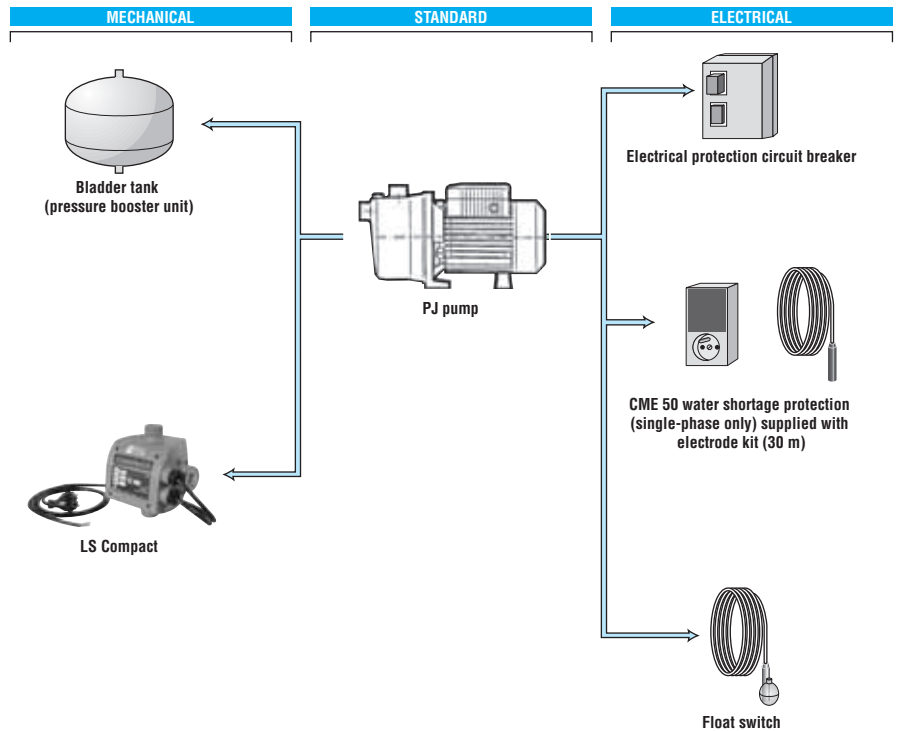 MECHANICAL
STANDARD
ELECTRICAL
Bladder tank
(pressure booster unit)
PJ pump
Electrical protection circuit breaker
CME 50 water shortage protection
(single-phase only) supplied with
electrode kit (30 m)
LS Compact
Float switch